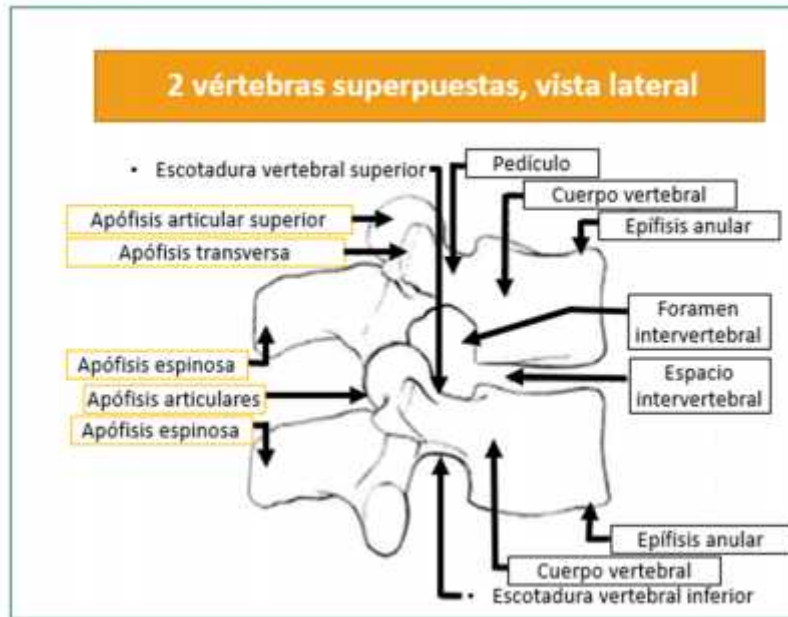 2 vértebras superpuestas, vista lateral
• Escotadura vertebral superior
Pedículo
Cuerpo vertebral
Epífisis anular
Apófisis articular superior
Apófisis transversa
Foramen
intervertebral
Apófisis espinosa
Espacio
intervertebral
Apófisis articulares
Apófisis espinosa
Epífisis anular
Cuerpo vertebral
• Escotadura vertebral inferior